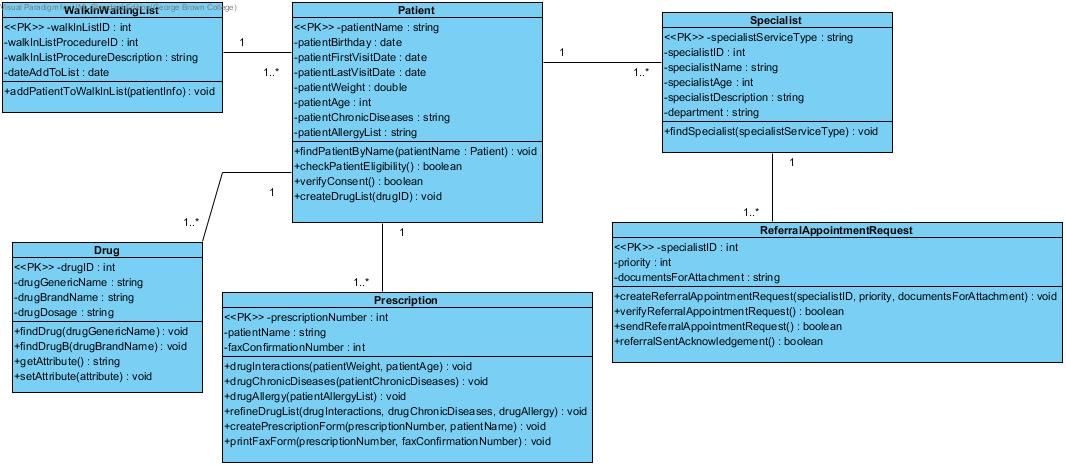 WalkInWaitingList
<<PK>> -walkInListID : int
-walkInListProcedureID : int
-walkInListProcedureDescription : string
-dateAddToList : date
+addPatientToWalkInList(patientInfo) : void
1
1..*
Patient
<<PK>> -patientName : string
-patientBirthday : date
-patientFirstVisitDate : date
-patientLastVisitDate : date
-patientWeight : double
-patientAge : int
-patientChronicDiseases : string
-patientAllergyList : string
+findPatientByName(patientName : Patient) : void
+checkPatientEligibility() : boolean
+verifyConsent() : boolean
+createDrugList(drugID) : void
1
1..*
Specialist
<<PK>> -specialistServiceType : string
-specialistID : int
-specialistName : string
-specialistAge : int
-specialistDescription : string
-department : string
+findSpecialist(specialistServiceType) : void
1
1..*
1
1..*
1
1..*
Drug
<<PK>> -drugID : int
-drugGenericName : string
-drugBrandName : string
-drugDosage : string
+findDrug(drugGenericName) : void
+findDrugB(drugBrandName) : void
+getAttribute() : string
+setAttribute(attribute) : void
Prescription
<<PK>> -prescriptionNumber : int
-patientName : string
-faxConfirmationNumber : int
+drugInteractions(patientWeight, patientAge) : void
+drugChronicDiseases(patientChronicDiseases) : void
+drugAllergy(patientAllergyList) : void
+refineDrugList(drugInteractions, drugChronicDiseases, drugAllergy) : void
+createPrescriptionForm(prescriptionNumber, patientName) : void
+printFaxForm(prescriptionNumber, faxConfirmationNumber) : void
ReferralAppointmentRequest
<<PK>> -specialistID : int
-priority : int
-documentsForAttachment : string
+createReferralAppointmentRequest(specialistID, priority, documentsForAttachment) : void
+verifyReferralAppointmentRequest() : boolean
+sendReferralAppointmentRequest() : boolean
+referralSentAcknowledgement() : boolean